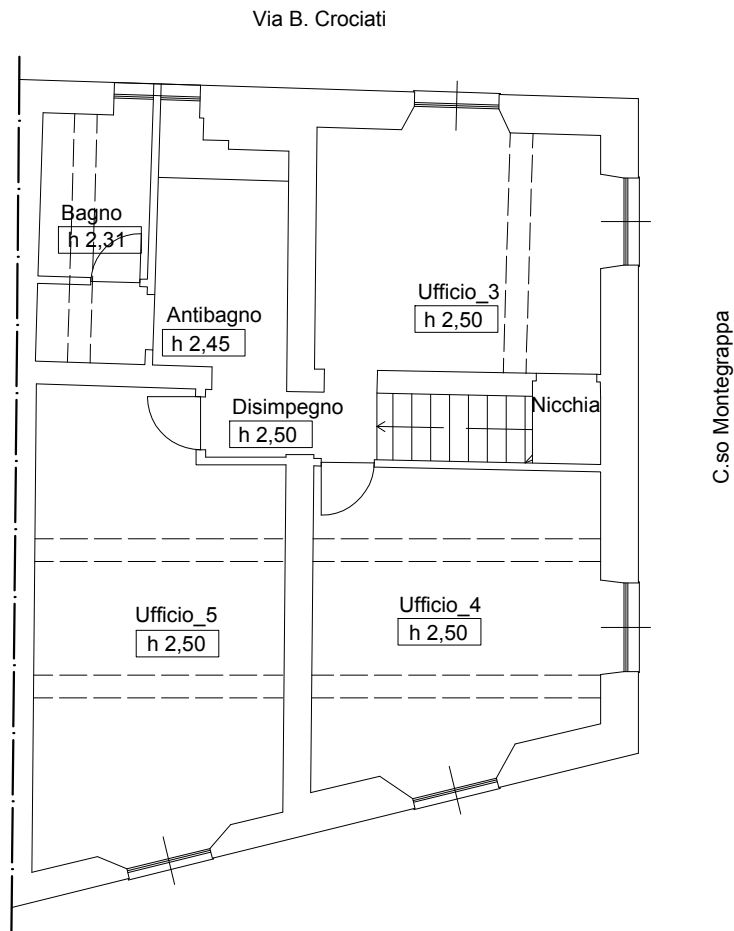 Via B. Crociati
Bagno
h 2,31
Ufficio_3
h 2,50
Antibagno
h 2,45
Disimpegno
h 2,50
Nicchia
C.so Montegrappa
Ufficio_5
h 2,50
Ufficio_4
h 2,50